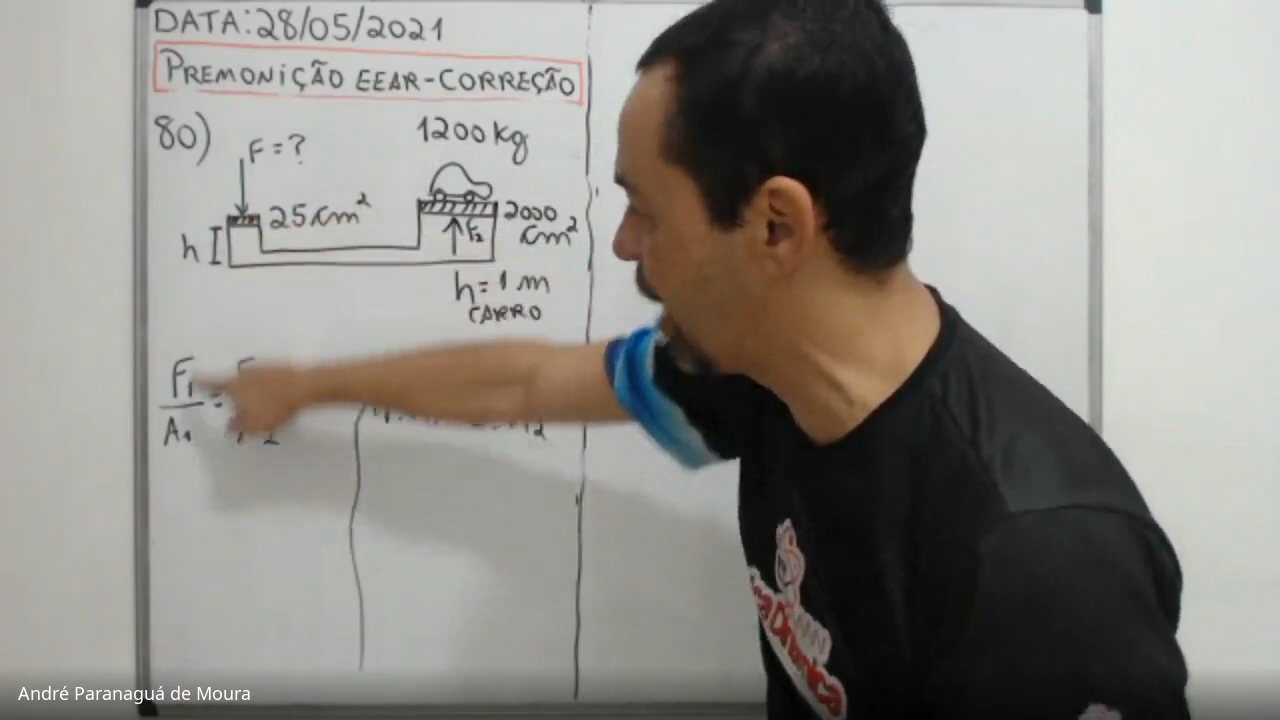 DATA: 28/05/2021
PREMONIÇÃO EEAR-CORREÇÃO
80)
1200 kg
F = ?
25 cm²
2000 cm²
F₂
h
h = 1 m
CARRO
F₁
A₁
=
2
André Paranaguá de Moura